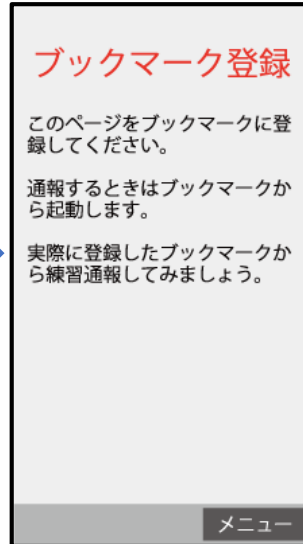 ブックマーク登録
このページをブックマークに登
録してください。
通報するときはブックマークか
ら起動します。
実際に登録したブックマークか
ら練習通報してみましょう。
メニュー